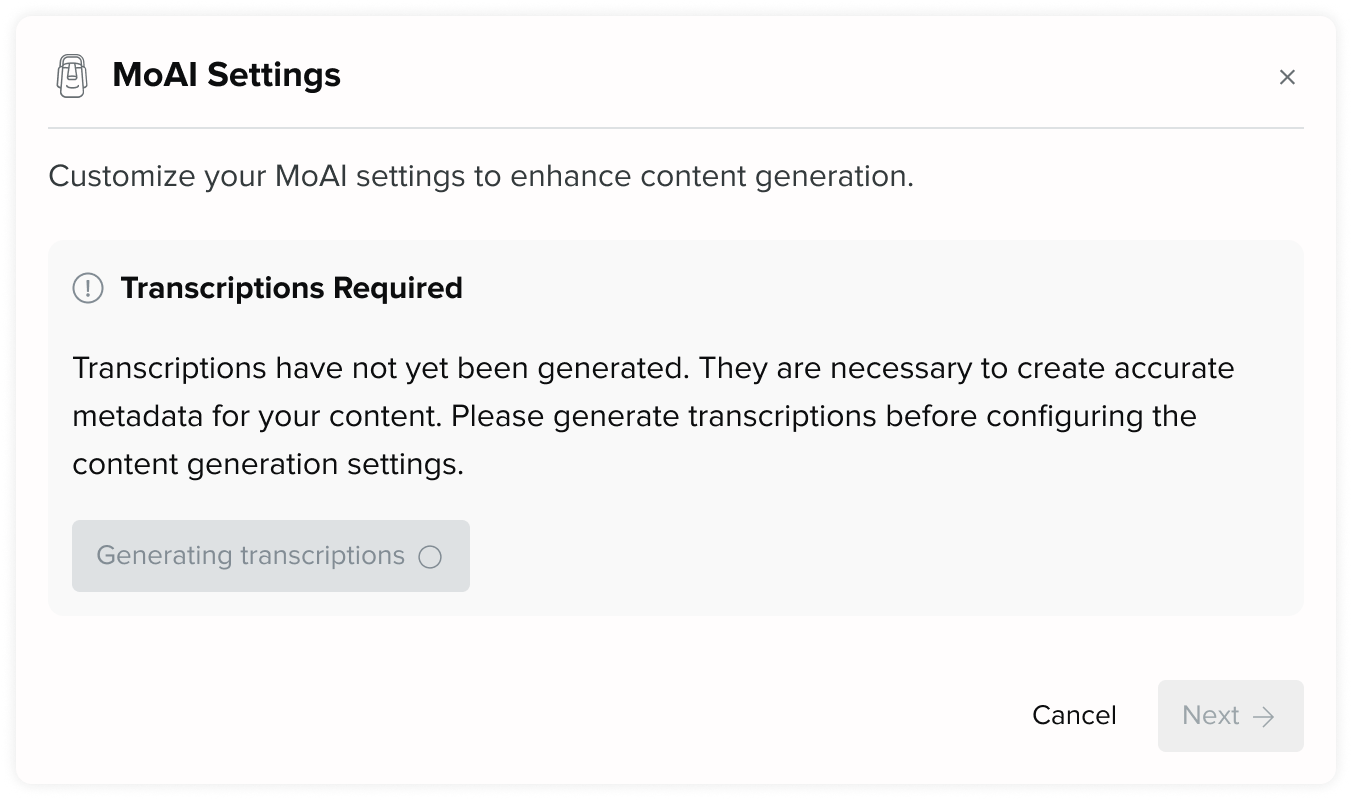 MoAI Settings
Customize your MoAI settings to enhance content generation.
Transcriptions Required
Transcriptions have not yet been generated. They are necessary to create accurate
metadata for your content. Please generate transcriptions before configuring the
content generation settings.
Generating transcriptions
Cancel
Next